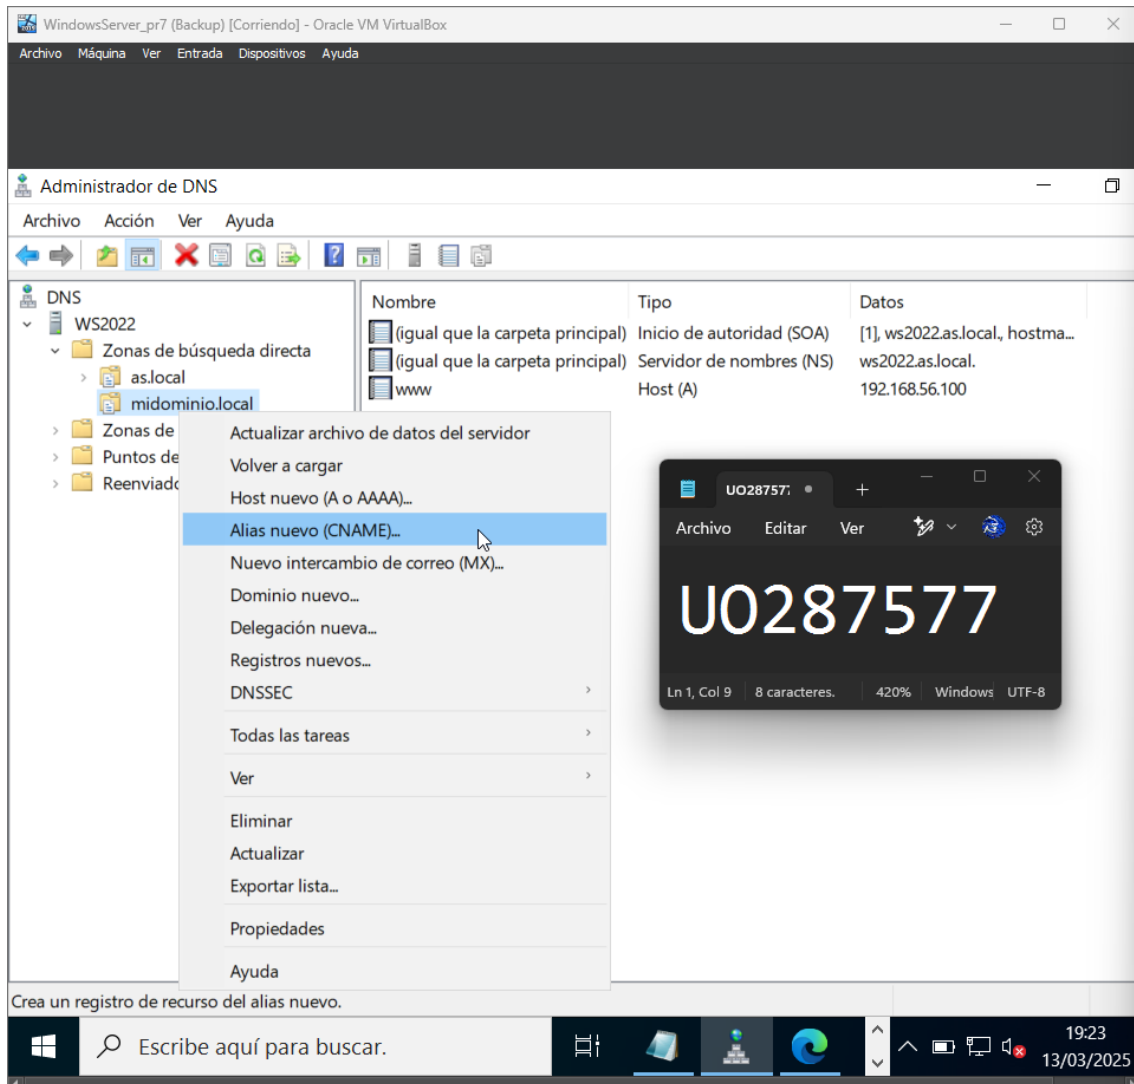 WindowsServer_pr7 (Backup) [Corriendo] - Oracle VM VirtualBox
Archivo Máquina Ver Entrada Dispositivos Ayuda
Administrador de DNS
Archivo Acción Ver Ayuda
DNS
WS2022
Zonas de búsqueda directa
as.local
midominio.local
Zonas de
Puntos de
Reenviado
Nombre Tipo Datos
(igual que la carpeta principal) Inicio de autoridad (SOA) [1], ws2022.as.local., hostma...
(igual que la carpeta principal) Servidor de nombres (NS) ws2022.as.local.
www Host (A) 192.168.56.100
Actualizar archivo de datos del servidor
Volver a cargar
Host nuevo (A o AAAA)...
Alias nuevo (CNAME)...
Nuevo intercambio de correo (MX)...
Dominio nuevo...
Delegación nueva...
Registros nuevos...
DNSSEC
Todas las tareas
Ver
Eliminar
Actualizar
Exportar lista...
Propiedades
Ayuda
UO287577
Archivo Editar Ver
UO287577
Ln 1, Col 9 8 caracteres. 420% Windows UTF-8
Crea un registro de recurso del alias nuevo.
Escribe aquí para buscar.
19:23
13/03/2025